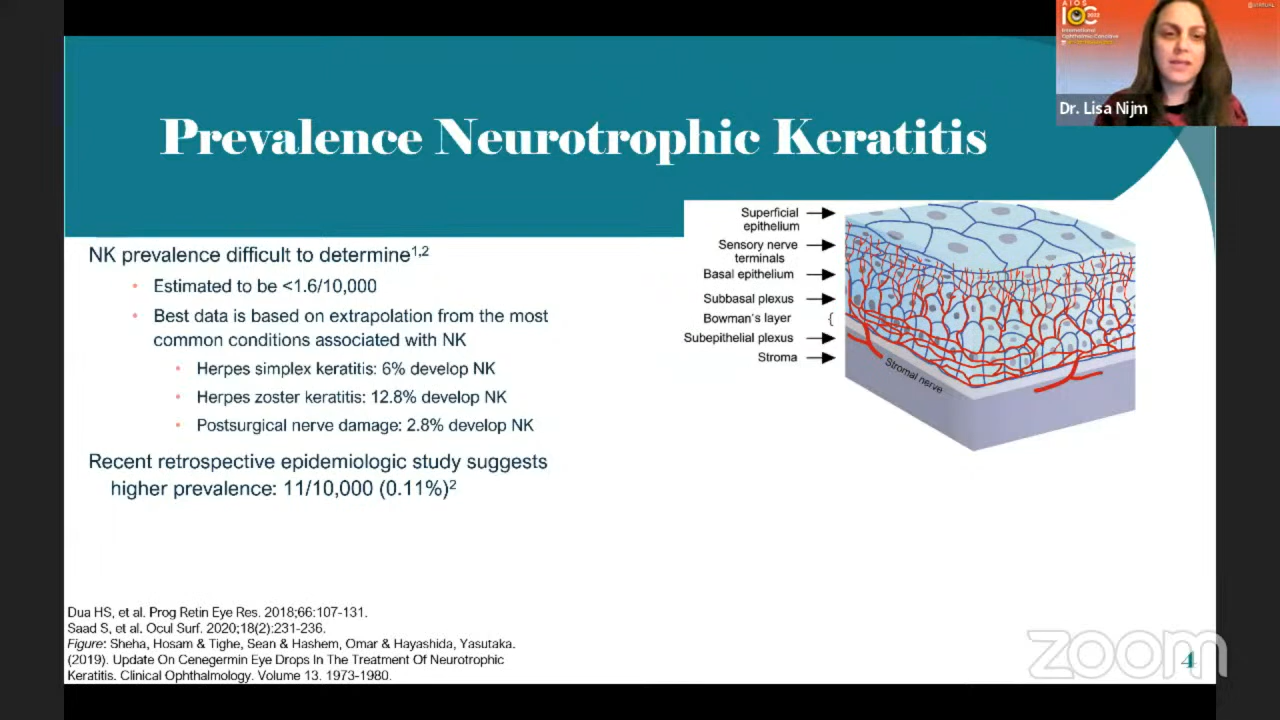 AIOS
IOC 2022
International
Ophthalmic Conclave
VIRTUAL
Dr. Lisa Nijm
Prevalence Neurotrophic Keratitis
NK prevalence difficult to determine1,2
• Estimated to be <1.6/10,000
• Best data is based on extrapolation from the most
common conditions associated with NK
• Herpes simplex keratitis: 6% develop NK
• Herpes zoster keratitis: 12.8% develop NK
• Postsurgical nerve damage: 2.8% develop NK
Recent retrospective epidemiologic study suggests
higher prevalence: 11/10,000 (0.11%)2
Superficial
epithelium
Sensory nerve
terminals
Basal epithelium
Subbasal plexus
Bowman's layer {
Subepithelial plexus
Stroma
Stromal nerve
Dua HS, et al. Prog Retin Eye Res. 2018;66:107-131.
Saad S, et al. Ocul Surf. 2020;18(2):231-236.
Figure: Sheha, Hosam & Tighe, Sean & Hashem, Omar & Hayashida, Yasutaka.
(2019). Update On Cenegermin Eye Drops In The Treatment Of Neurotrophic
Keratitis. Clinical Ophthalmology. Volume 13. 1973-1980.
zoom
4